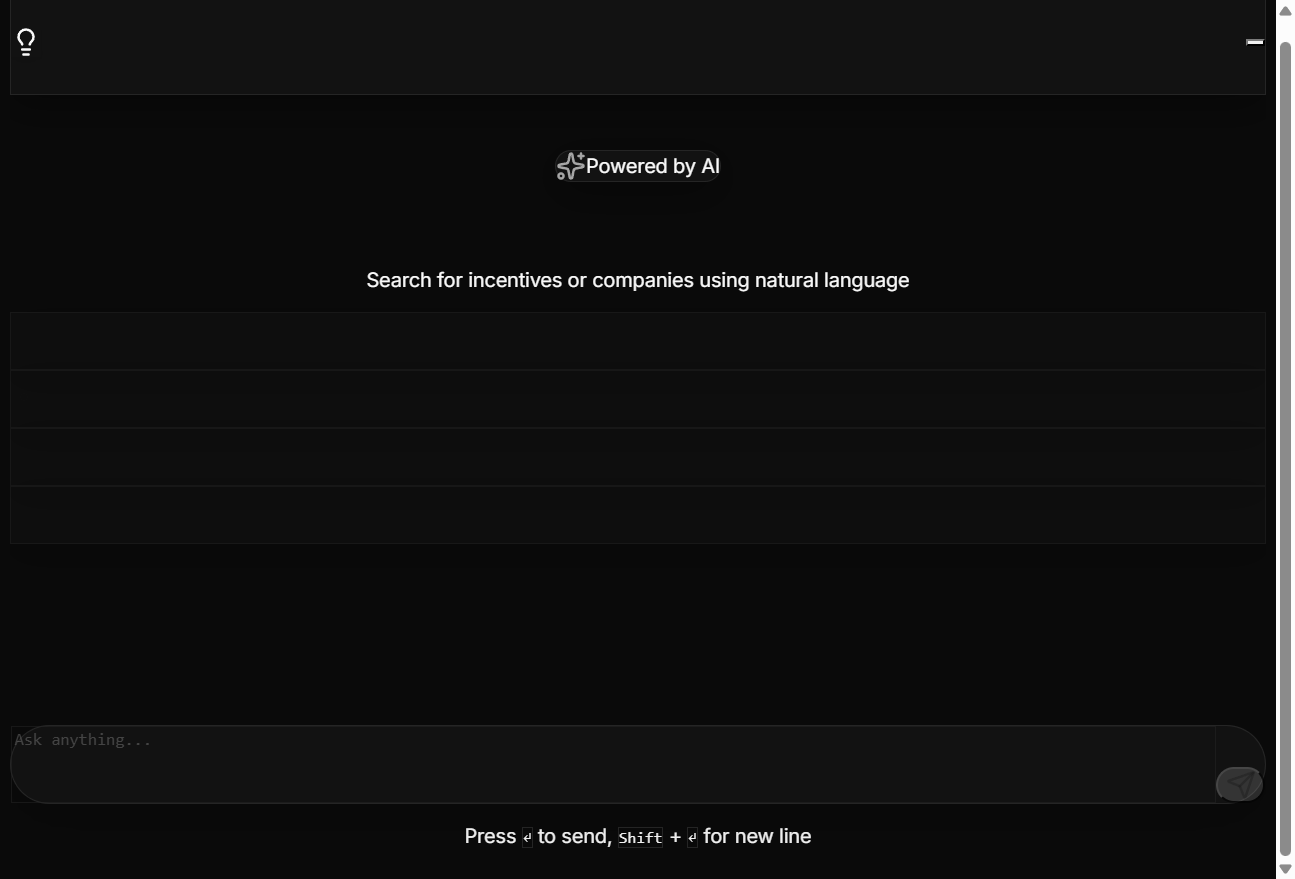 Powered by AI
Search for incentives or companies using natural language
Ask anything...
Press ↵ to send, Shift + ↵ for new line